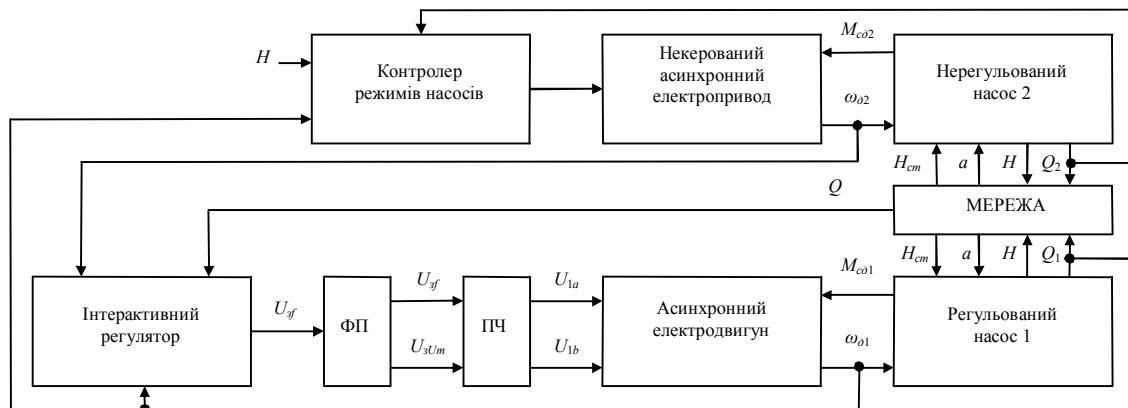 H
Контролер
режимів насосів
Некерований
асинхронний
електропривод
Mсд2
ωд2
Нерегульований
насос 2
Hст
a
H
Q2
Q
МЕРЕЖА
Hст
a
H
Q1
Інтерактивний
регулятор
Uзf
ФП
Uзf
UзUm
ПЧ
U1a
U1b
Асинхронний
електродвигун
Mсд1
ωд1
Регульований
насос 1